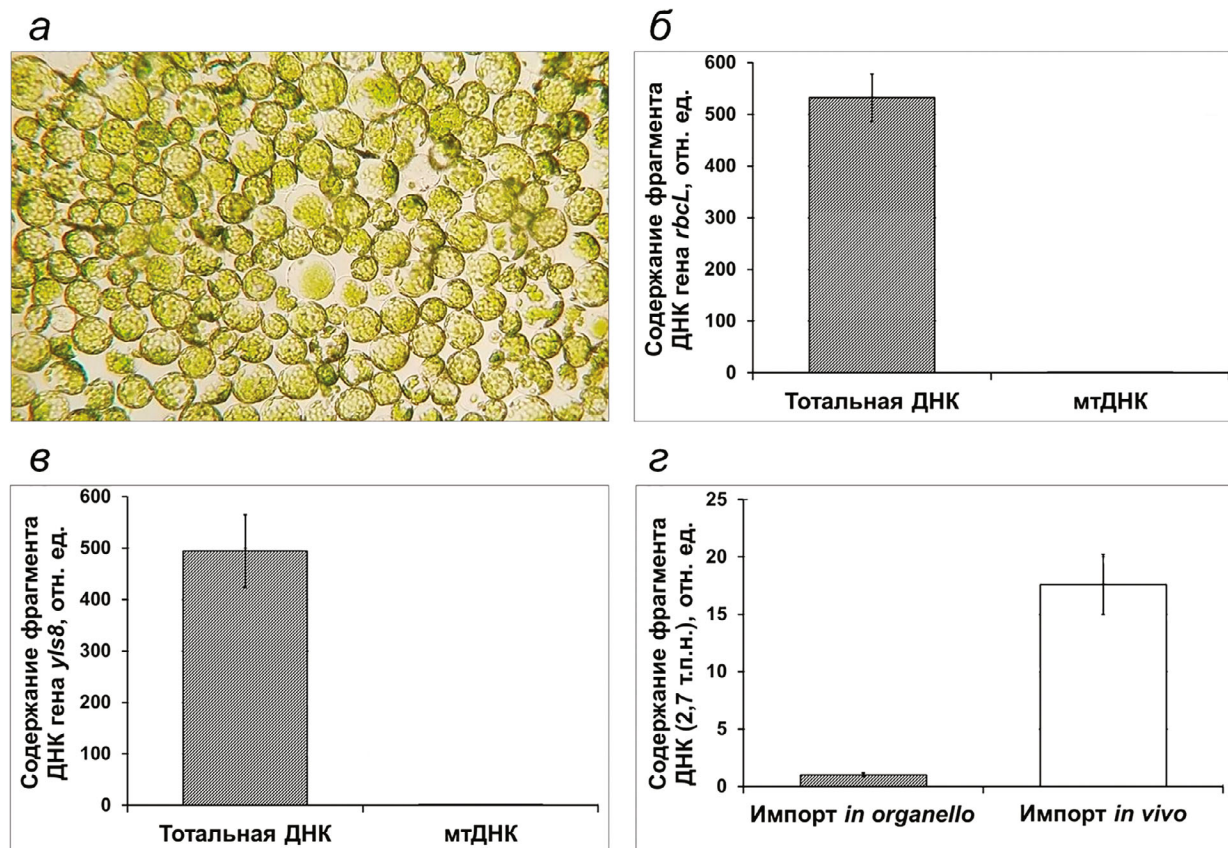 а
б
Содержание фрагмента
ДНК гена rbcL, отн. ед.
600
500
400
300
200
100
0
Тотальная ДНК
мтДНК
в
Содержание фрагмента
ДНК гена yls8, отн. ед.
600
500
400
300
200
100
0
Тотальная ДНК
мтДНК
г
Содержание фрагмента
ДНК (2,7 т.п.н.), отн. ед.
25
20
15
10
5
0
Импорт in organello
Импорт in vivo